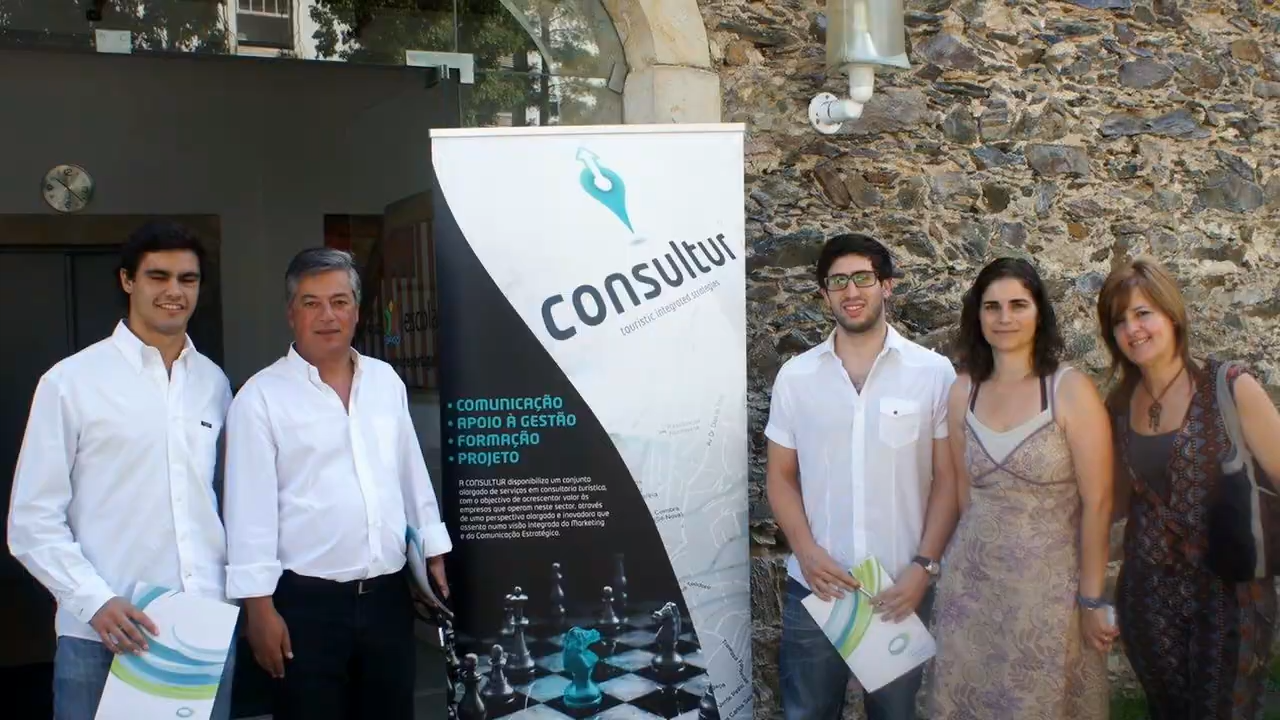 consultur
touristic integrated strategies
• COMUNICAÇÃO
• APOIO À GESTÃO
• FORMAÇÃO
• PROJETO
A CONSULTUR disponibiliza um conjunto
alargado de serviços em consultoria turística,
com o objectivo de acrescentar valor às
empresas que operam neste sector, através
de uma perspectiva alargada e inovadora que
assenta numa visão integrada do Marketing
e da Comunicação Estratégica.
escola
Coimbra